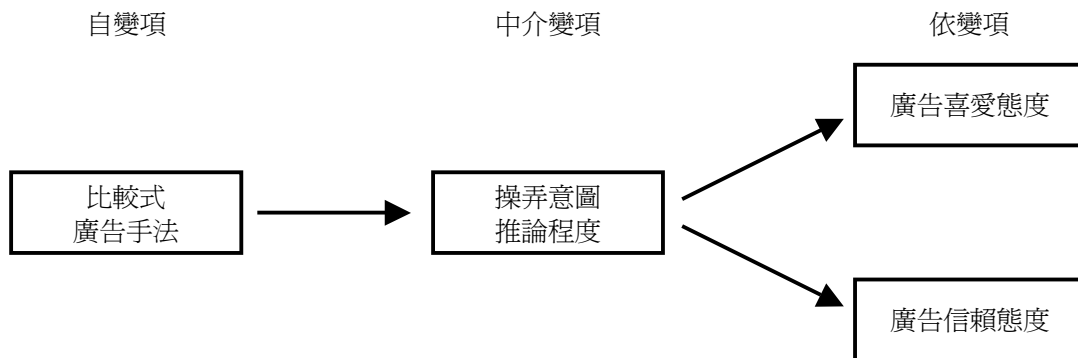 自變項
中介變項
依變項
廣告喜愛態度
比較式
廣告手法
操弄意圖
推論程度
廣告信賴態度